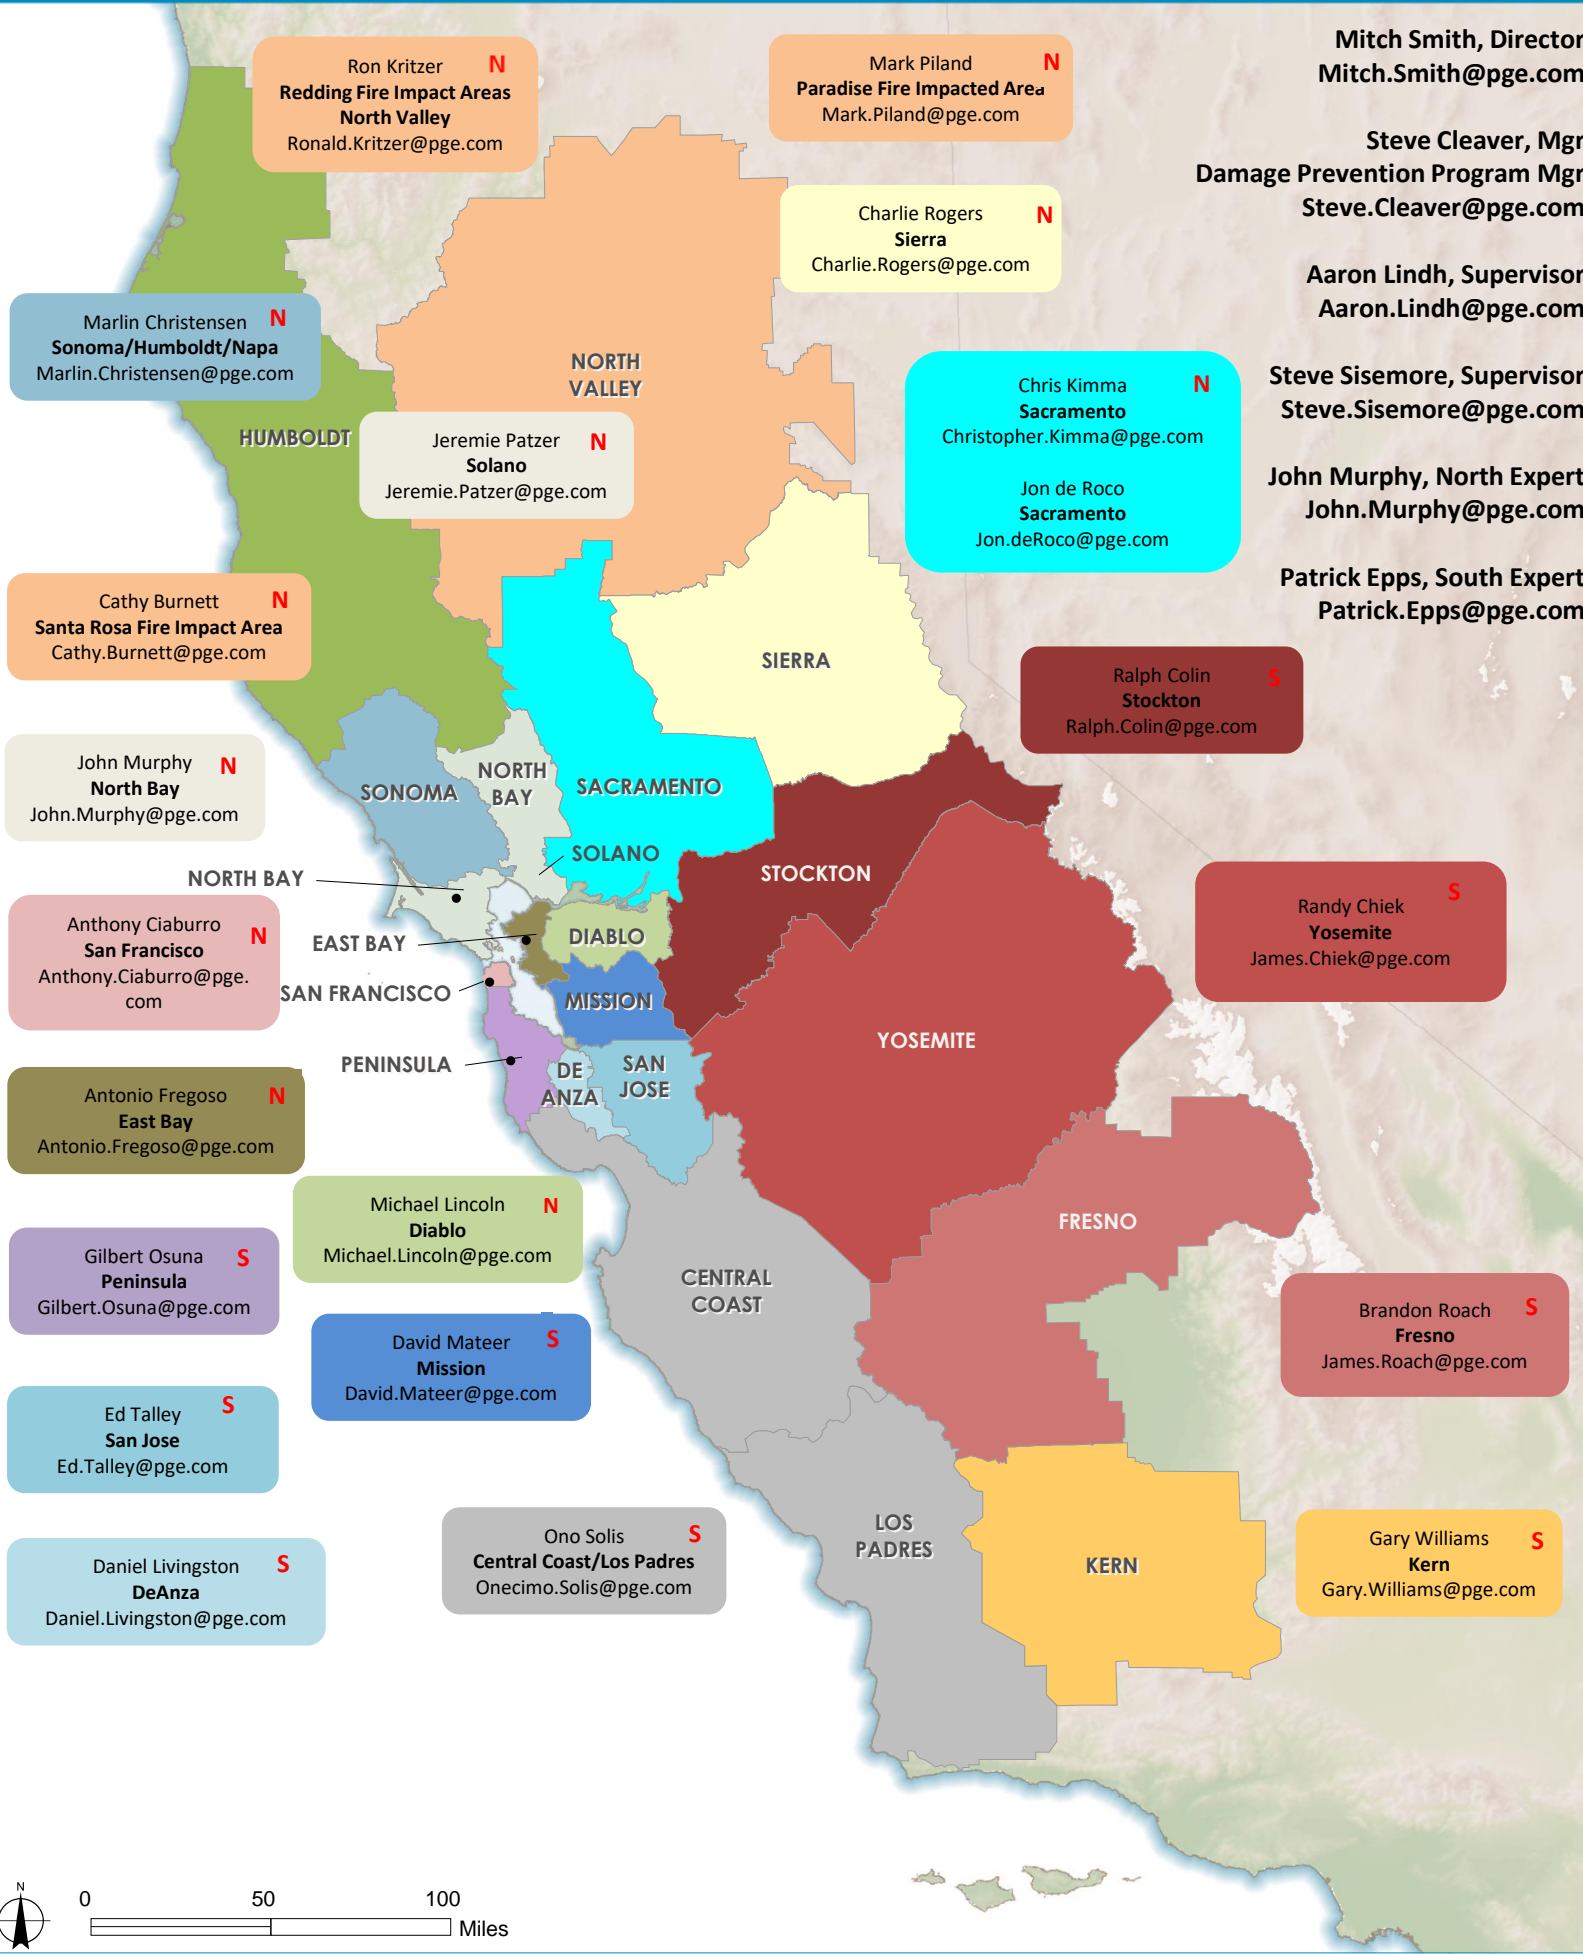 Mitch Smith, Director
Mitch.Smith@pge.com
Steve Cleaver, Mgr
Damage Prevention Program Mgr
Steve.Cleaver@pge.com
Aaron Lindh, Supervisor
Aaron.Lindh@pge.com
Steve Sisemore, Supervisor
Steve.Sisemore@pge.com
John Murphy, North Expert
John.Murphy@pge.com
Patrick Epps, South Expert
Patrick.Epps@pge.com
Ron Kritzer N
Redding Fire Impact Areas
North Valley
Ronald.Kritzer@pge.com
Mark Piland N
Paradise Fire Impacted Area
Mark.Piland@pge.com
Charlie Rogers N
Sierra
Charlie.Rogers@pge.com
Marlin Christensen N
Sonoma/Humboldt/Napa
Marlin.Christensen@pge.com
Chris Kimma N
Sacramento
Christopher.Kimma@pge.com
Jon de Roco
Sacramento
Jon.deRoco@pge.com
Jeremie Patzer N
Solano
Jeremie.Patzer@pge.com
Cathy Burnett N
Santa Rosa Fire Impact Area
Cathy.Burnett@pge.com
Ralph Colin S
Stockton
Ralph.Colin@pge.com
John Murphy N
North Bay
John.Murphy@pge.com
Randy Chiek S
Yosemite
James.Chiek@pge.com
Anthony Ciaburro N
San Francisco
Anthony.Ciaburro@pge.
com
Antonio Fregoso N
East Bay
Antonio.Fregoso@pge.com
Michael Lincoln N
Diablo
Michael.Lincoln@pge.com
Gilbert Osuna S
Peninsula
Gilbert.Osuna@pge.com
David Mateer S
Mission
David.Mateer@pge.com
Brandon Roach S
Fresno
James.Roach@pge.com
Ed Talley S
San Jose
Ed.Talley@pge.com
Ono Solis S
Central Coast/Los Padres
Onecimo.Solis@pge.com
Gary Williams S
Kern
Gary.Williams@pge.com
Daniel Livingston S
DeAnza
Daniel.Livingston@pge.com
NORTH
VALLEY
HUMBOLDT
SIERRA
SONOMA
NORTH
BAY
SACRAMENTO
SOLANO
STOCKTON
NORTH BAY
EAST BAY
DIABLO
SAN FRANCISCO
MISSION
YOSEMITE
PENINSULA
DE
ANZA
SAN
JOSE
FRESNO
CENTRAL
COAST
LOS
PADRES
KERN
N
0 50 100
Miles